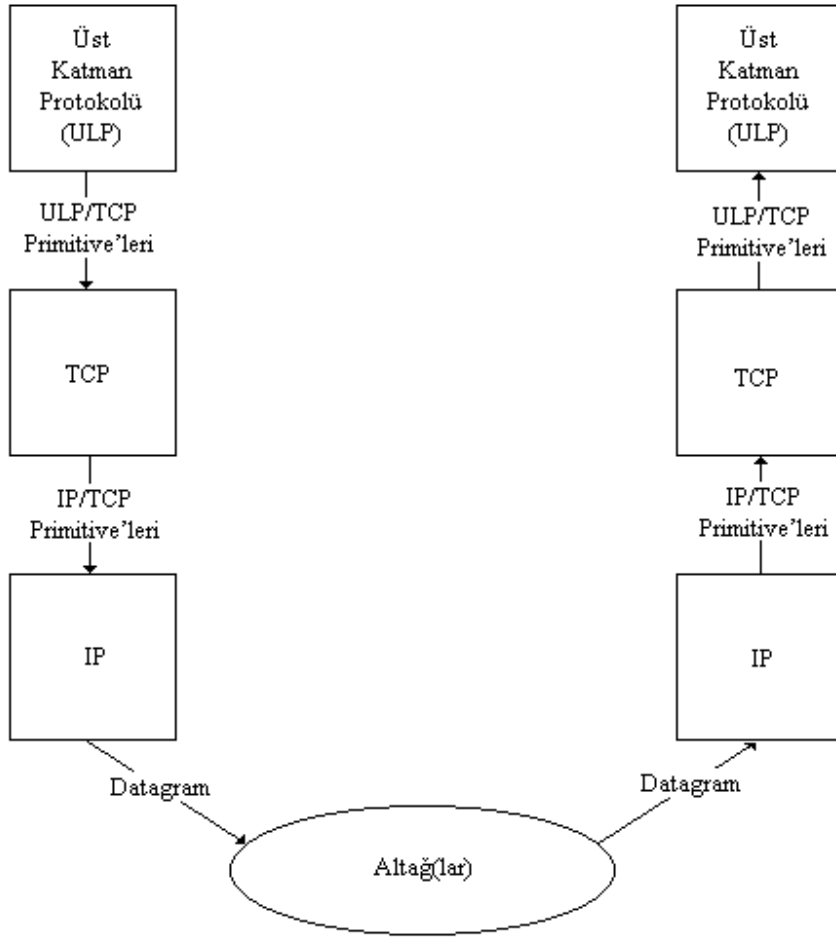 Üst
Katman
Protokolü
(ULP)
ULP/TCP
Primitive’leri
TCP
IP/TCP
Primitive’leri
IP
Datagram
Altağ(lar)
Datagram
IP
IP/TCP
Primitive’leri
TCP
ULP/TCP
Primitive’leri
Üst
Katman
Protokolü
(ULP)